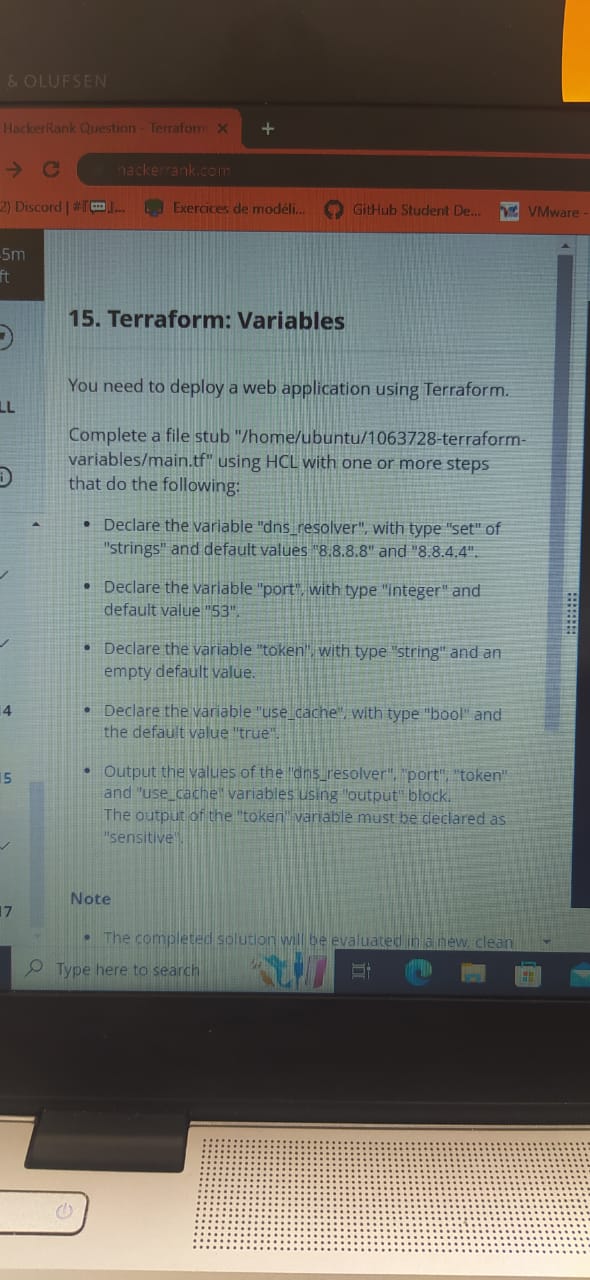 & OLUFSEN
HackerRank Question - Terraform
hackerrank.com
2) Discord | #
Exercices de modéli...
GitHub Student De...
VMware -
5m
ft
LL
4
5
17
15. Terraform: Variables
You need to deploy a web application using Terraform.
Complete a file stub "/home/ubuntu/1063728-terraform-
variables/main.tf" using HCL with one or more steps
that do the following:
• Declare the variable "dns_resolver", with type "set" of
"strings" and default values "8.8.8.8" and "8.8.4.4".
• Declare the variable "port", with type "integer" and
default value "53".
• Declare the variable "token", with type "string" and an
empty default value.
• Declare the variable "use_cache", with type "bool" and
the default value "true".
• Output the values of the "dns_resolver", "port", "token"
and "use_cache" variables using "output" block.
The output of the "token" variable must be declared as
"sensitive".
Note
• The completed solution will be evaluated in a new, clean
Type here to search